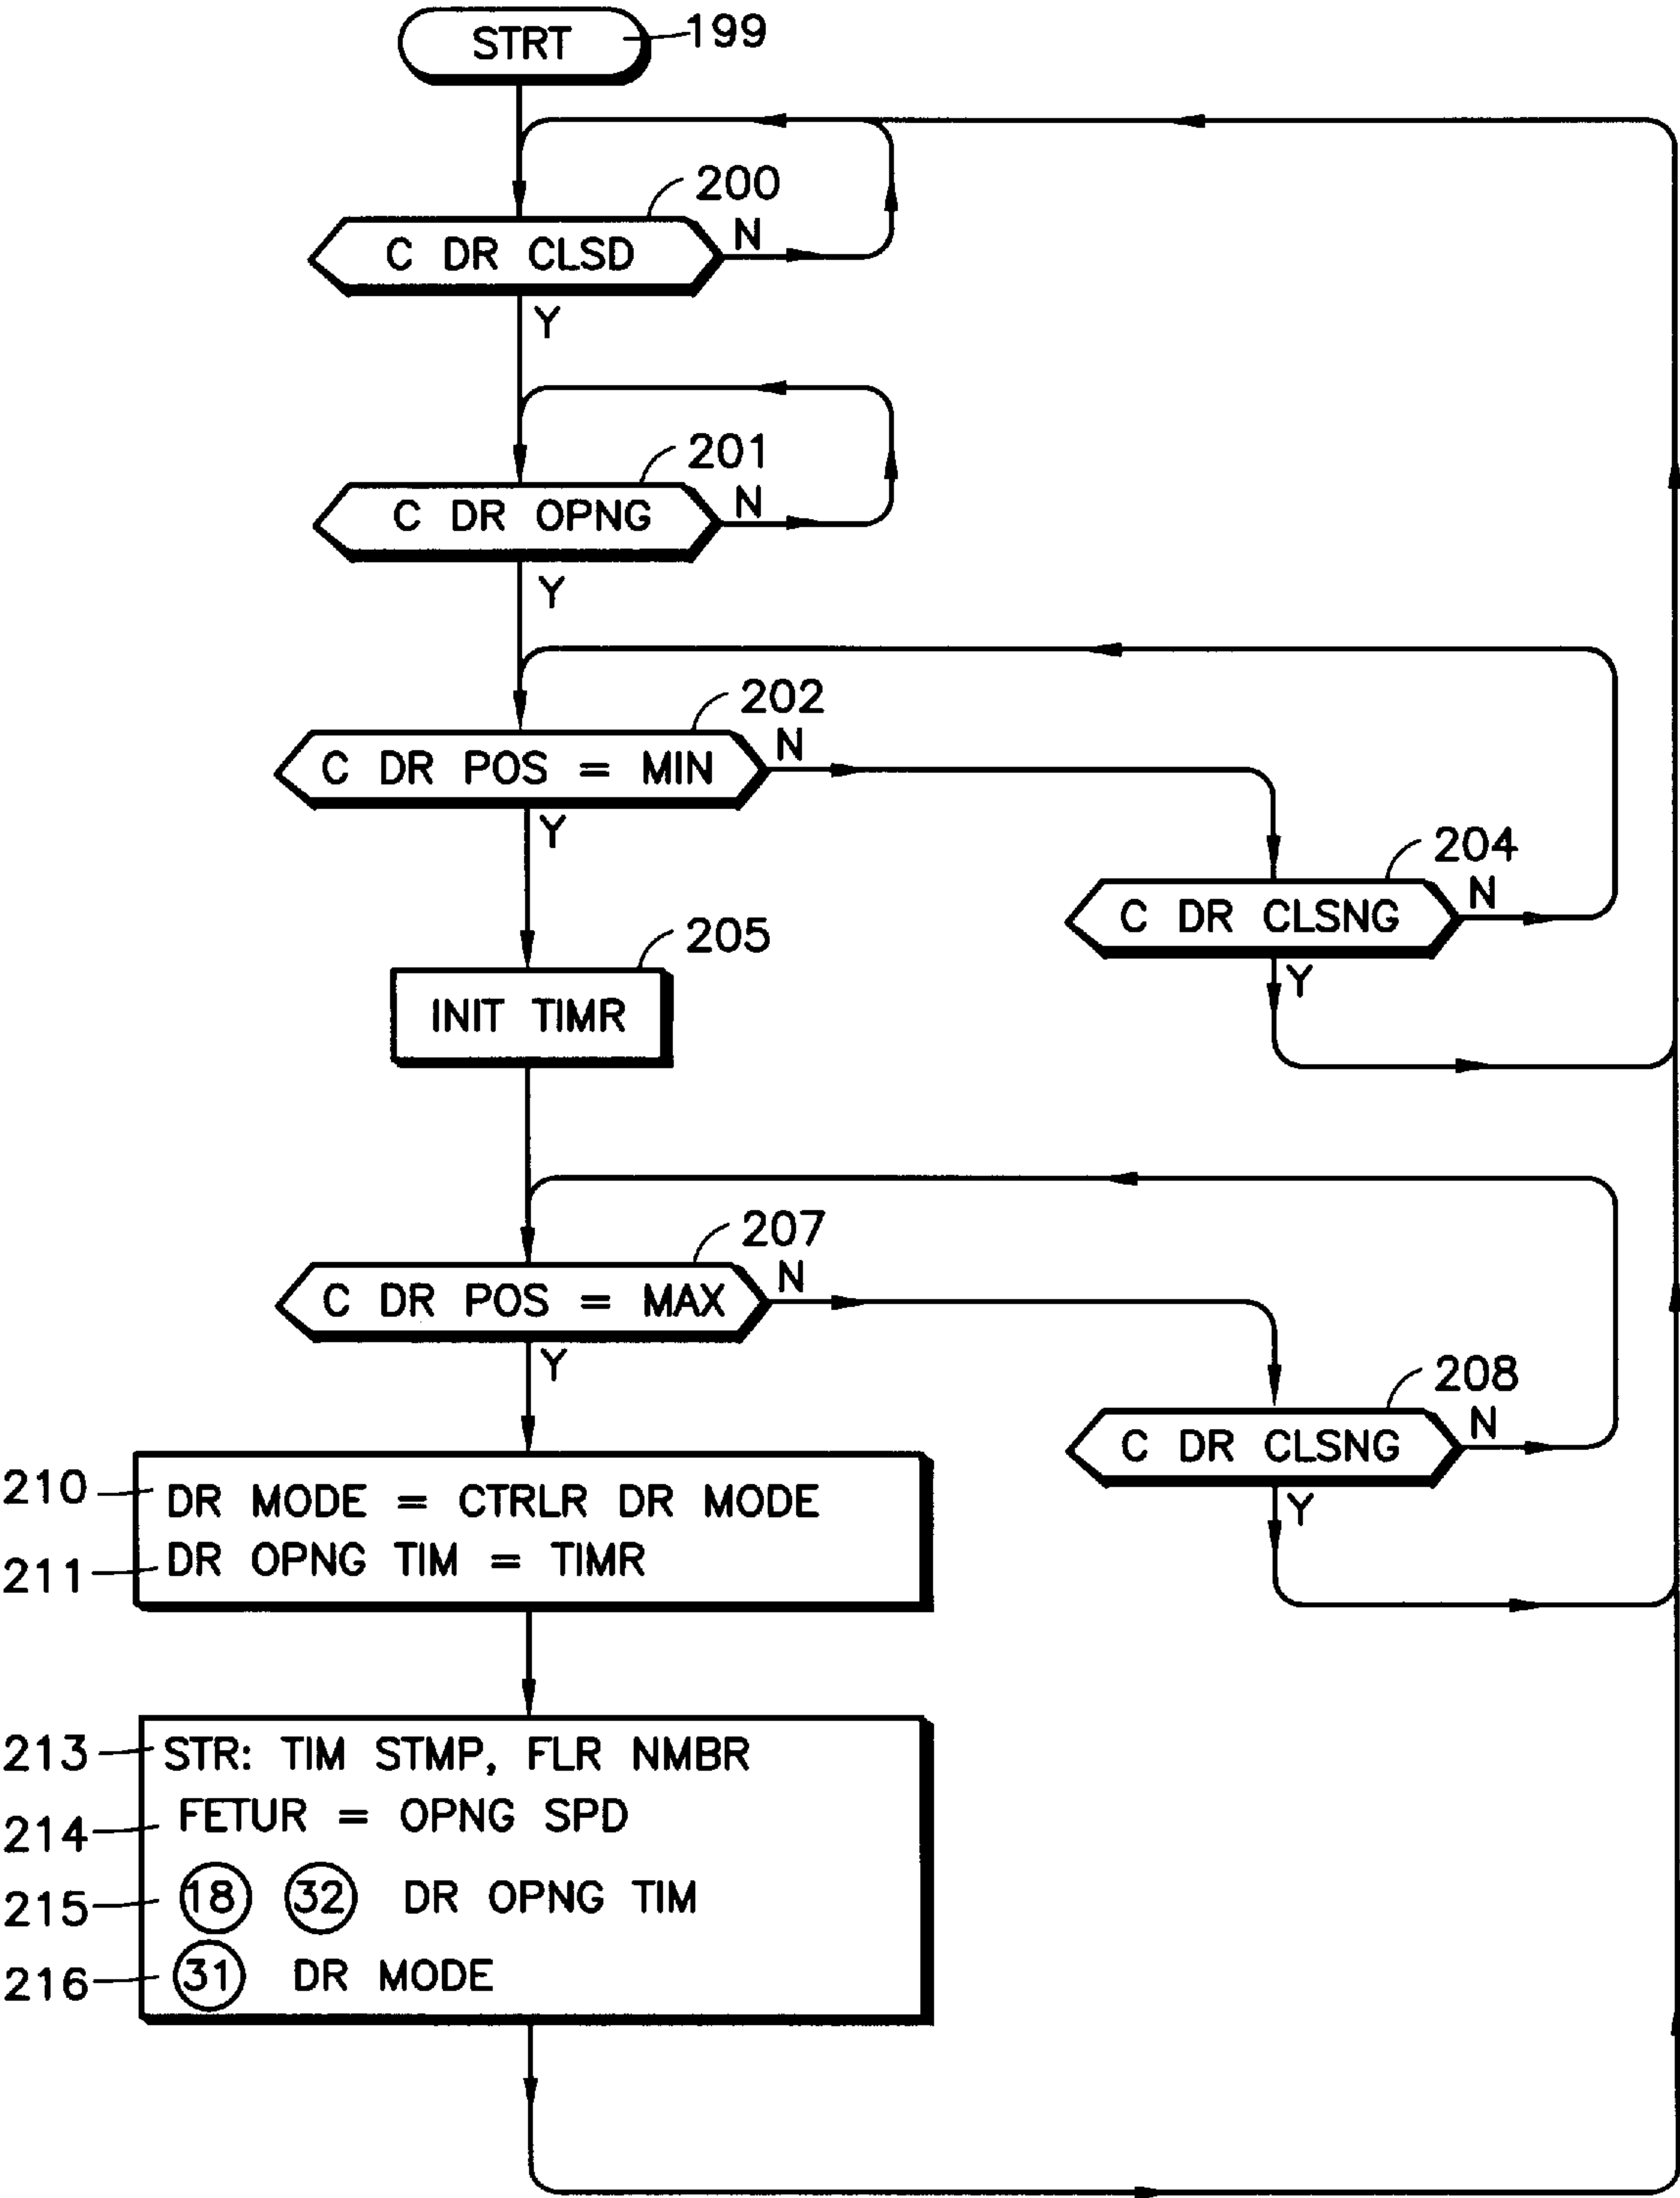 STRT 199
200
C DR CLSD N
Y
201
C DR OPNG N
Y
202
C DR POS = MIN N
Y
204
C DR CLSNG N
Y
205
INIT TIMR
207
C DR POS = MAX N
Y
208
C DR CLSNG N
Y
210 DR MODE = CTRLR DR MODE
211 DR OPNG TIM = TIMR
213 STR: TIM STMP, FLR NMBR
214 FETUR = OPNG SPD
215 18 32 DR OPNG TIM
216 31 DR MODE